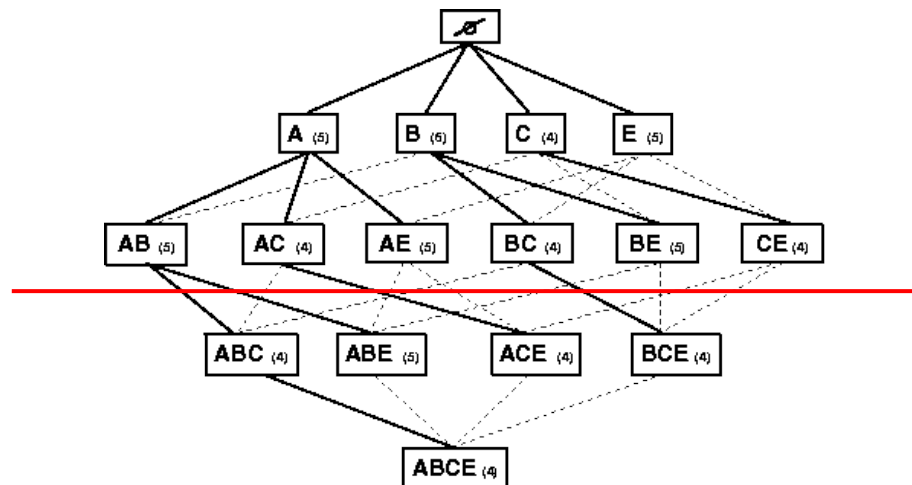 ø
A (5) B (6) C (4) E (5)
AB (5) AC (4) AE (5) BC (4) BE (5) CE (4)
ABC (4) ABE (5) ACE (4) BCE (4)
ABCE (4)